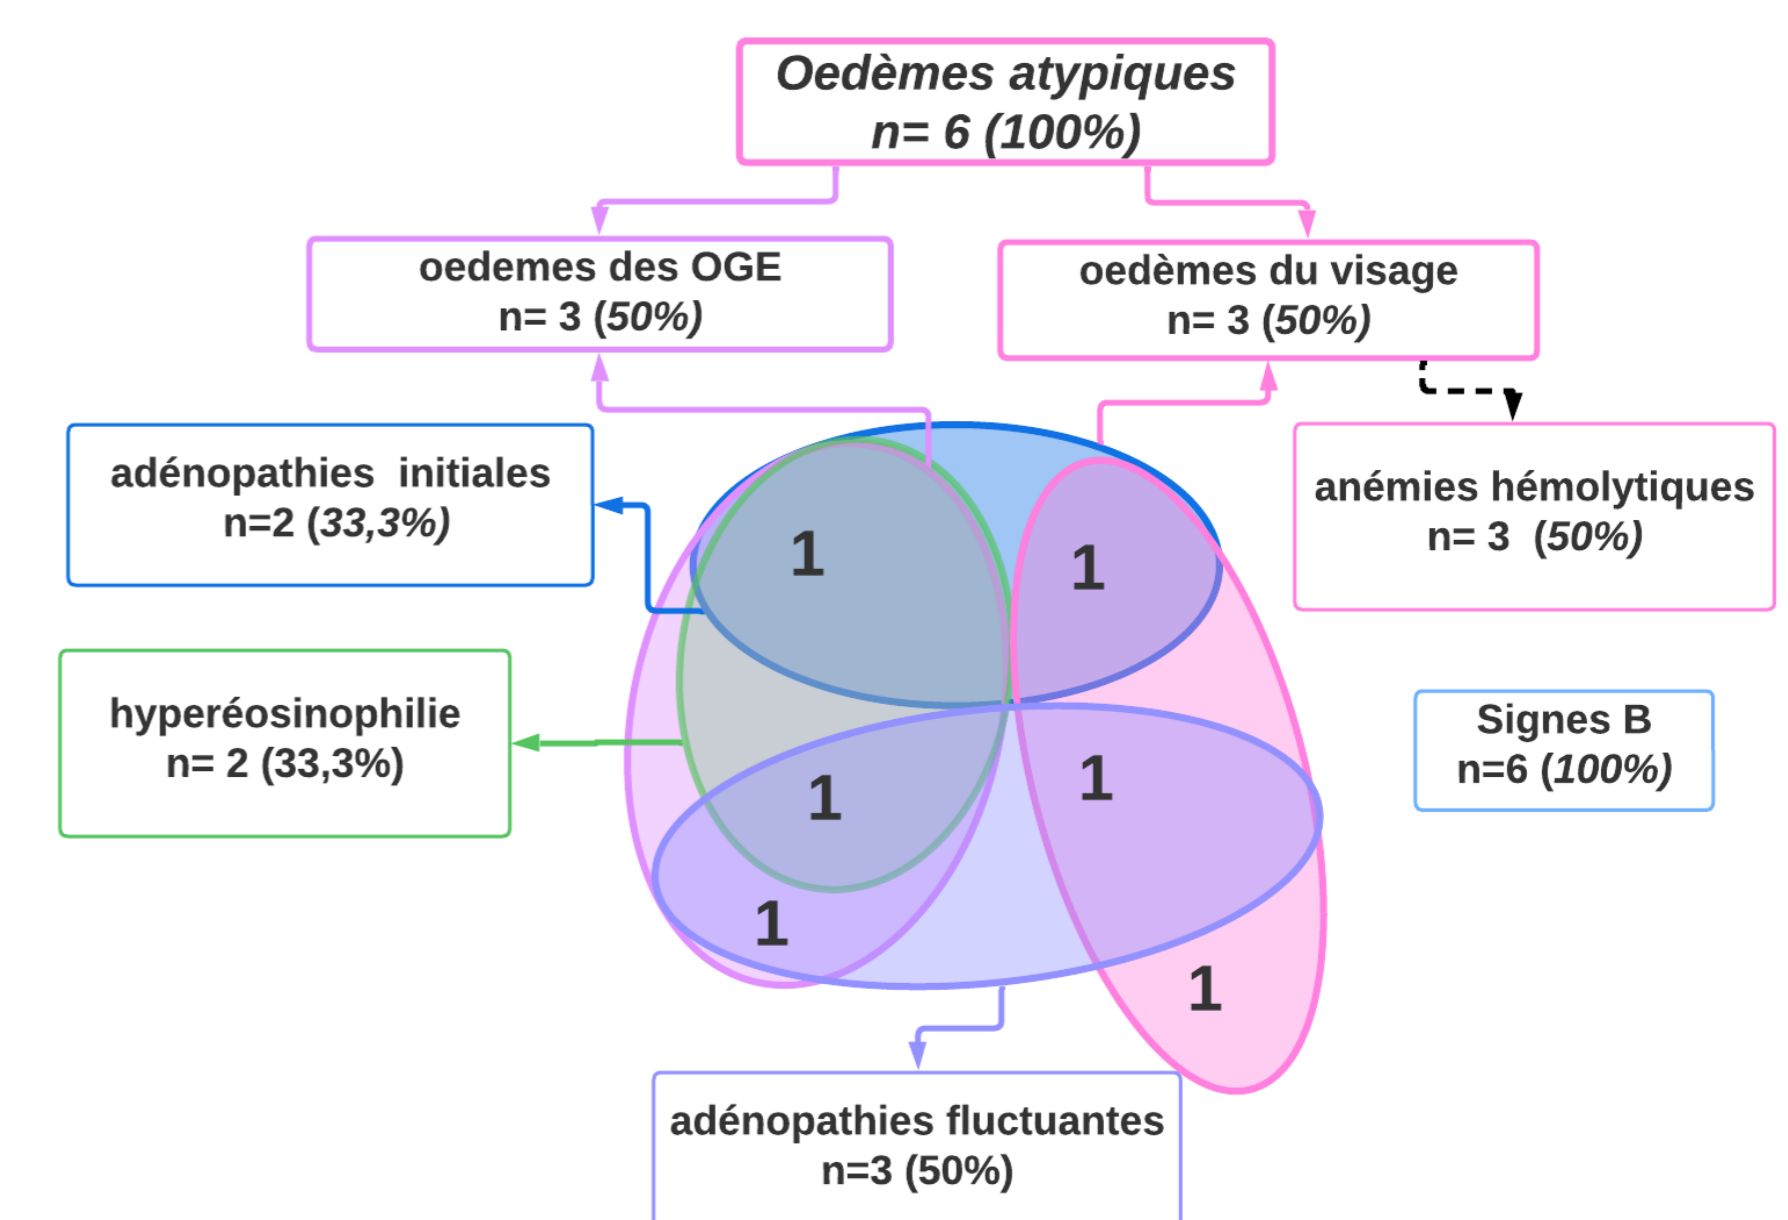 Oedèmes atypiques
n= 6 (100%)
oedemes des OGE
n= 3 (50%)
oedèmes du visage
n= 3 (50%)
adénopathies initiales
n=2 (33,3%)
anémies hémolytiques
n= 3 (50%)
1
1
hyperéosinophilie
n= 2 (33,3%)
Signes B
n=6 (100%)
1
1
1
1
adénopathies fluctuantes
n=3 (50%)